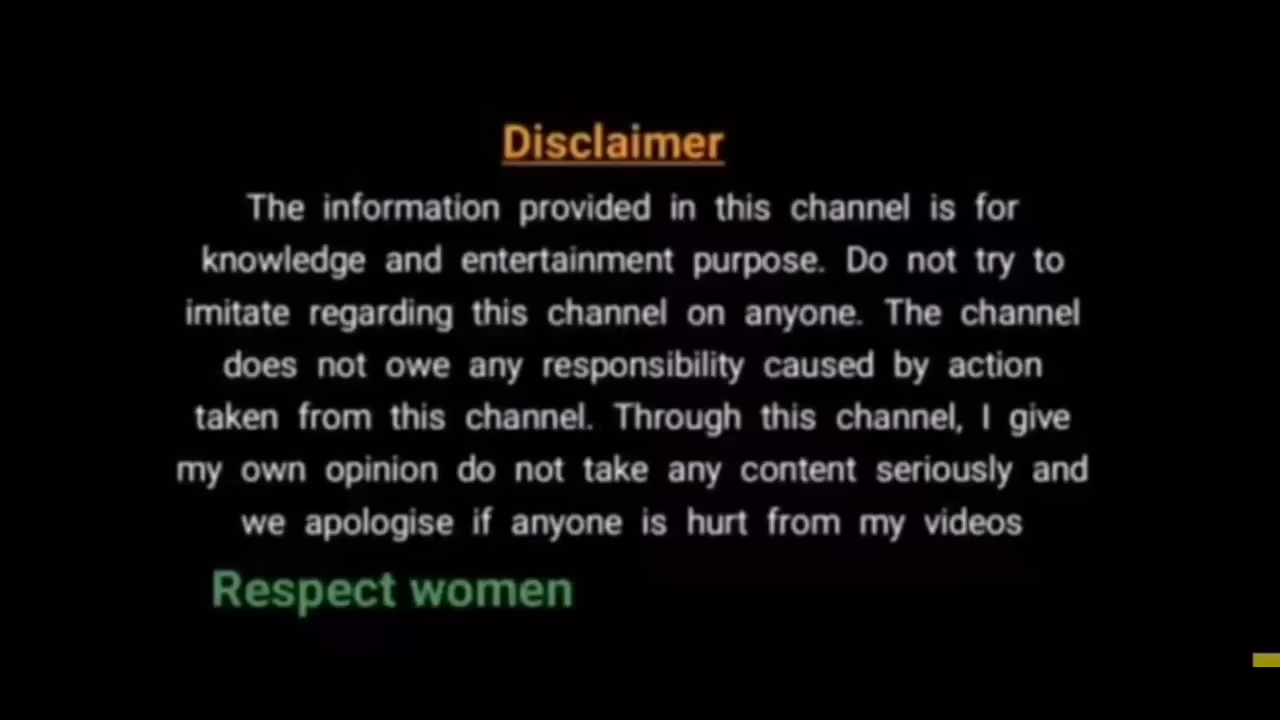 Disclaimer
The information provided in this channel is for
knowledge and entertainment purpose. Do not try to
imitate regarding this channel on anyone. The channel
does not owe any responsibility caused by action
taken from this channel. Through this channel, I give
my own opinion do not take any content seriously and
we apologise if anyone is hurt from my videos
Respect women